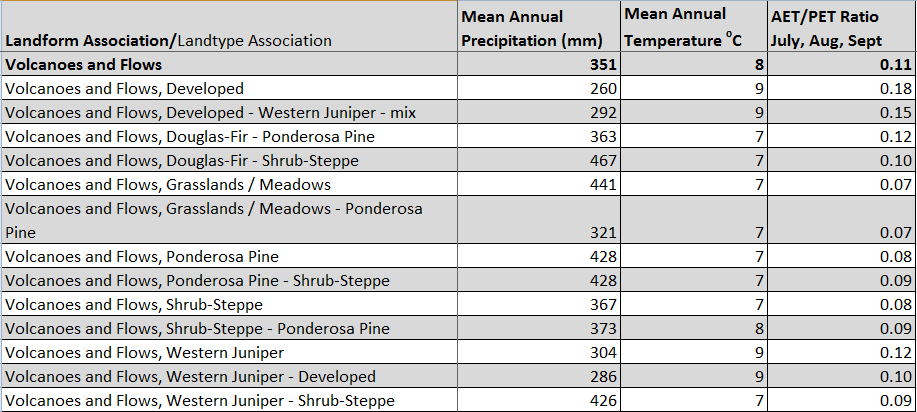 Landform Association/Landtype Association Mean Annual Precipitation (mm) Mean Annual Temperature °C AET/PET Ratio July, Aug, Sept
Volcanoes and Flows 351 8 0.11
Volcanoes and Flows, Developed 260 9 0.18
Volcanoes and Flows, Developed - Western Juniper - mix 292 9 0.15
Volcanoes and Flows, Douglas-Fir - Ponderosa Pine 363 7 0.12
Volcanoes and Flows, Douglas-Fir - Shrub-Steppe 467 7 0.10
Volcanoes and Flows, Grasslands / Meadows 441 7 0.07
Volcanoes and Flows, Grasslands / Meadows - Ponderosa
Pine 321 7 0.07
Volcanoes and Flows, Ponderosa Pine 428 7 0.08
Volcanoes and Flows, Ponderosa Pine - Shrub-Steppe 428 7 0.09
Volcanoes and Flows, Shrub-Steppe 367 7 0.08
Volcanoes and Flows, Shrub-Steppe - Ponderosa Pine 373 8 0.09
Volcanoes and Flows, Western Juniper 304 9 0.12
Volcanoes and Flows, Western Juniper - Developed 286 9 0.10
Volcanoes and Flows, Western Juniper - Shrub-Steppe 426 7 0.09